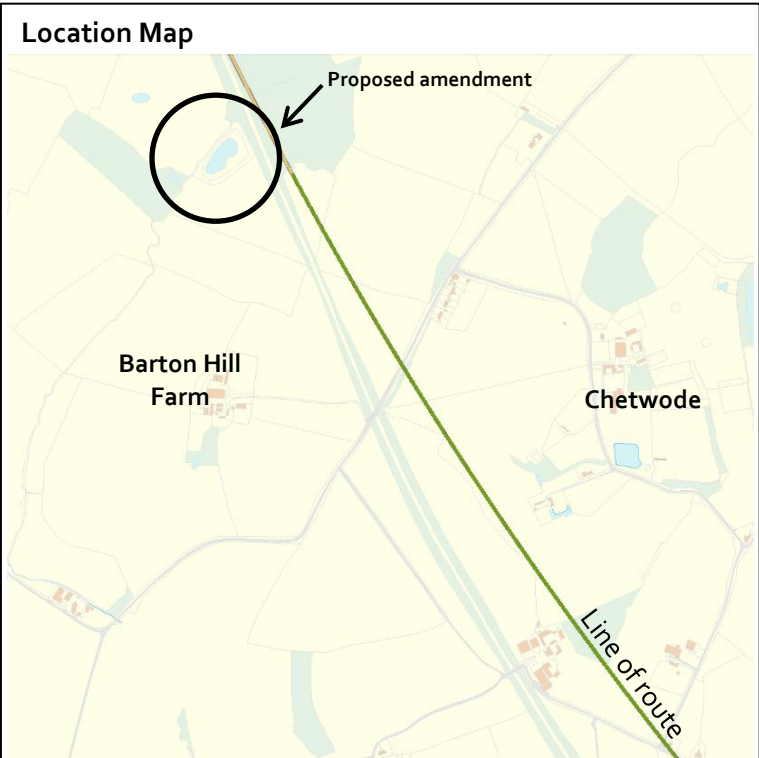 Location Map
Proposed amendment
Barton Hill
Farm
Chetwode
Line of route